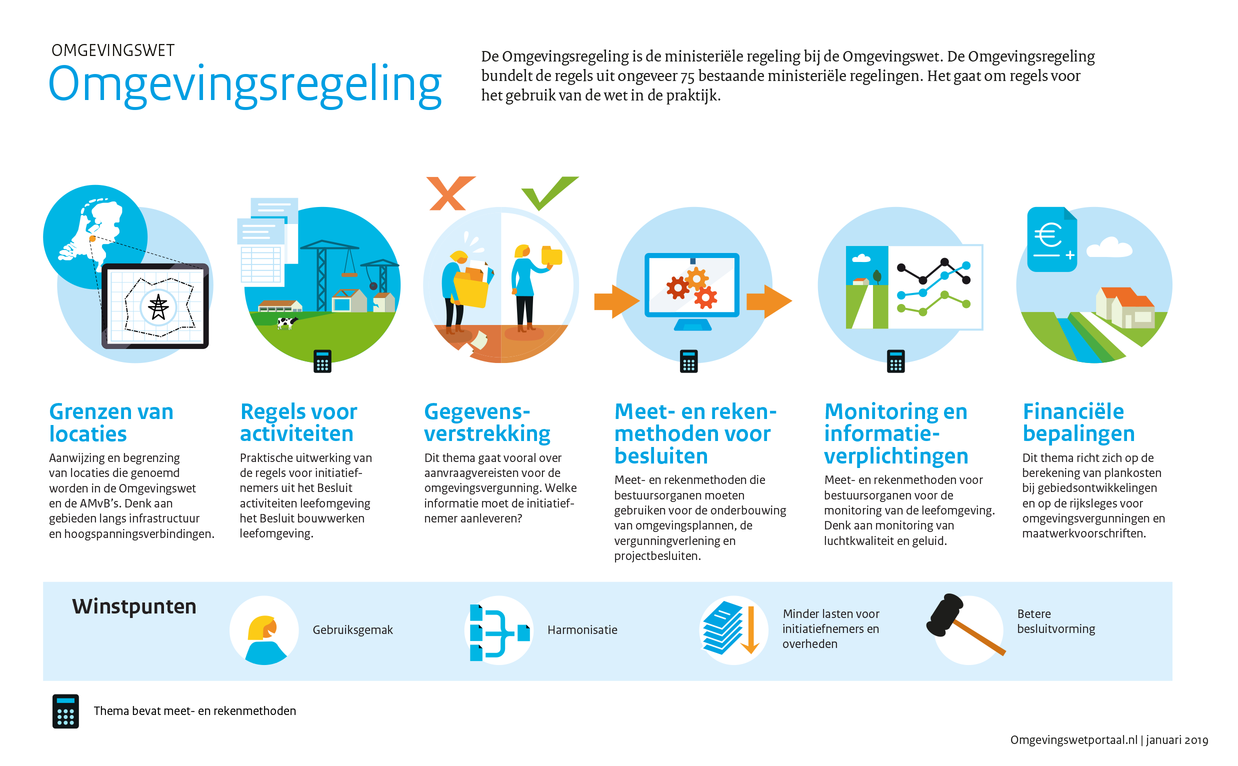 OMGEVINGSWET
Omgevingsregeling
De Omgevingsregeling is de ministeriële regeling bij de Omgevingswet. De Omgevingsregeling
bundelt de regels uit ongeveer 75 bestaande ministeriële regelingen. Het gaat om regels voor
het gebruik van de wet in de praktijk.
Grenzen van
locaties
Aanwijzing en begrenzing
van locaties die genoemd
worden in de Omgevingswet
en de AMvB's. Denk aan
gebieden langs infrastructuur
en hoogspanningsverbindingen.
Regels voor
activiteiten
Praktische uitwerking van
de regels voor initiatief-
nemers uit het Besluit
activiteiten leefomgeving
het Besluit bouwwerken
leefomgeving.
Gegevens-
verstrekking
Dit thema gaat vooral over
aanvraagvereisten voor de
omgevingsvergunning. Welke
informatie moet de initiatief-
nemer aanleveren?
Meet- en reken-
methoden voor
besluiten
Meet- en rekenmethoden die
bestuursorganen moeten
gebruiken voor de onderbouwing
van omgevingsplannen, de
vergunningverlening en
projectbesluiten.
Monitoring en
informatie-
verplichtingen
Meet- en rekenmethoden voor
bestuursorganen voor de
monitoring van de leefomgeving.
Denk aan monitoring van
luchtkwaliteit en geluid.
€
Financiële
bepalingen
Dit thema richt zich op de
berekening van plankosten
bij gebiedsontwikkelingen
en op de rijksleges voor
omgevingsvergunningen en
maatwerkvoorschriften.
Winstpunten
Gebruiksgemak
Harmonisatie
Minder lasten voor
initiatiefnemers en
overheden
Betere
besluitvorming
Thema bevat meet- en rekenmethoden
Omgevingswetportaal.nl | januari 2019